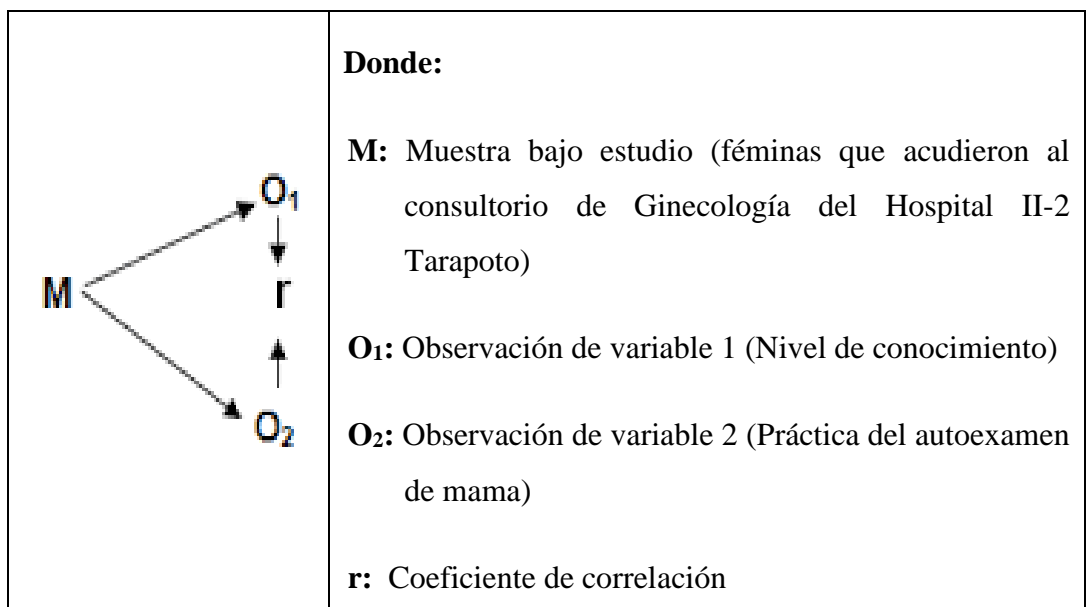 M
O₁
r
O₂
Donde:
M: Muestra bajo estudio (féminas que acudieron al
consultorio de Ginecología del Hospital II-2
Tarapoto)
O₁: Observación de variable 1 (Nivel de conocimiento)
O₂: Observación de variable 2 (Práctica del autoexamen
de mama)
r: Coeficiente de correlación